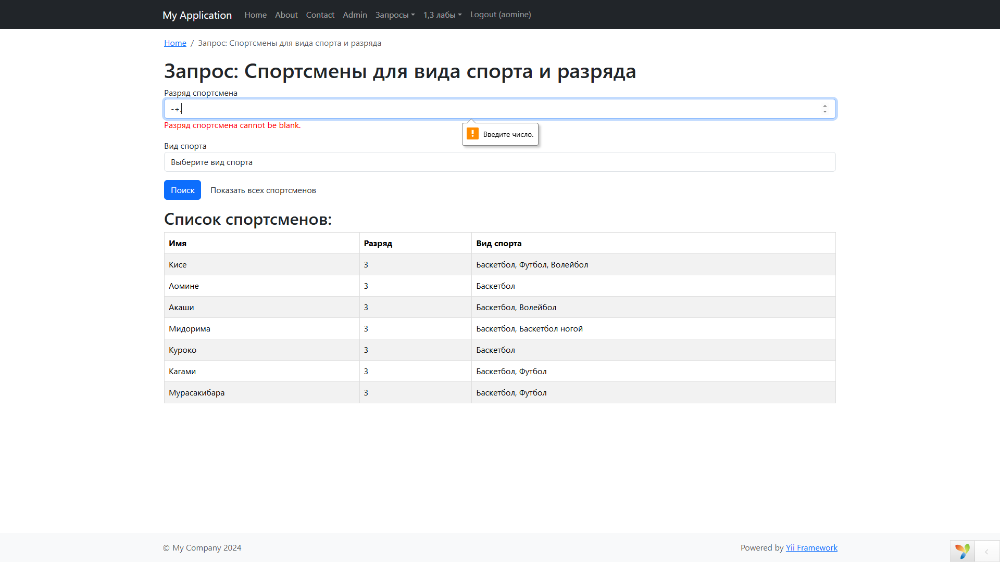 My Application Home About Contact Admin Запросы 1,3 лабы Logout (aomine)
Home / Запрос: Спортсмены для вида спорта и разряда
Запрос: Спортсмены для вида спорта и разряда
Разряд спортсмена
-+.
Разряд спортсмена cannot be blank.
Введите число.
Вид спорта
Выберите вид спорта
Поиск Показать всех спортсменов
Список спортсменов:
Имя Разряд Вид спорта
Кисе 3 Баскетбол, Футбол, Волейбол
Аомине 3 Баскетбол
Акаши 3 Баскетбол, Волейбол
Мидорима 3 Баскетбол, Баскетбол ногой
Куроко 3 Баскетбол
Кагами 3 Баскетбол, Футбол
Мурасакибара 3 Баскетбол, Футбол
© My Company 2024 Powered by Yii Framework